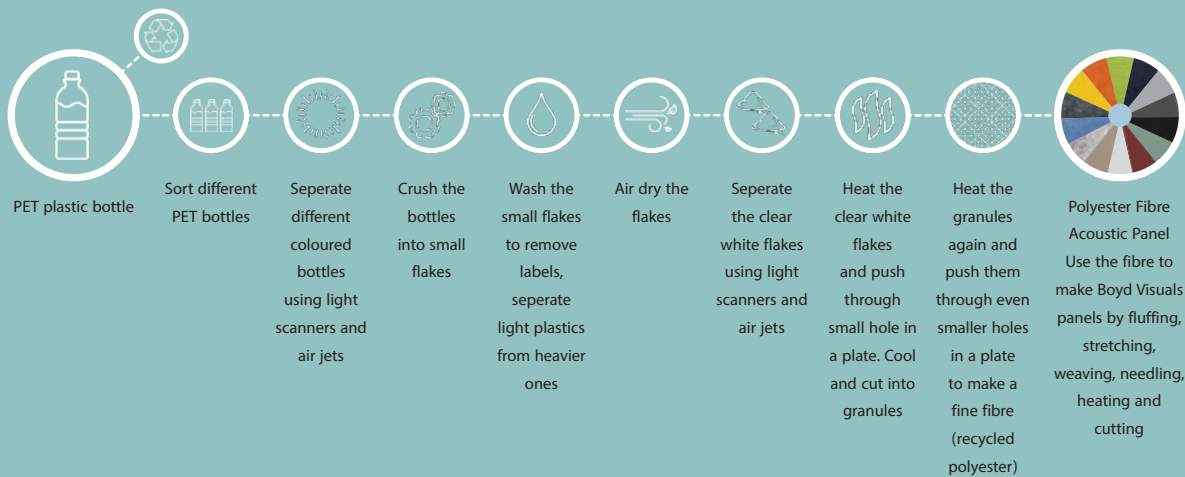 PET plastic bottle
Sort different
PET bottles
Seperate
different
coloured
bottles
using light
scanners and
air jets
Crush the
bottles
into small
flakes
Wash the
small flakes
to remove
labels,
seperate
light plastics
from heavier
ones
Air dry the
flakes
Seperate
the clear
white flakes
using light
scanners and
air jets
Heat the
clear white
flakes
and push
through
small hole in
a plate. Cool
and cut into
granules
Heat the
granules
again and
push them
through even
smaller holes
in a plate
to make a
fine fibre
(recycled
polyester)
Polyester Fibre
Acoustic Panel
Use the fibre to
make Boyd Visuals
panels by fluffing,
stretching,
weaving, needling,
heating and
cutting